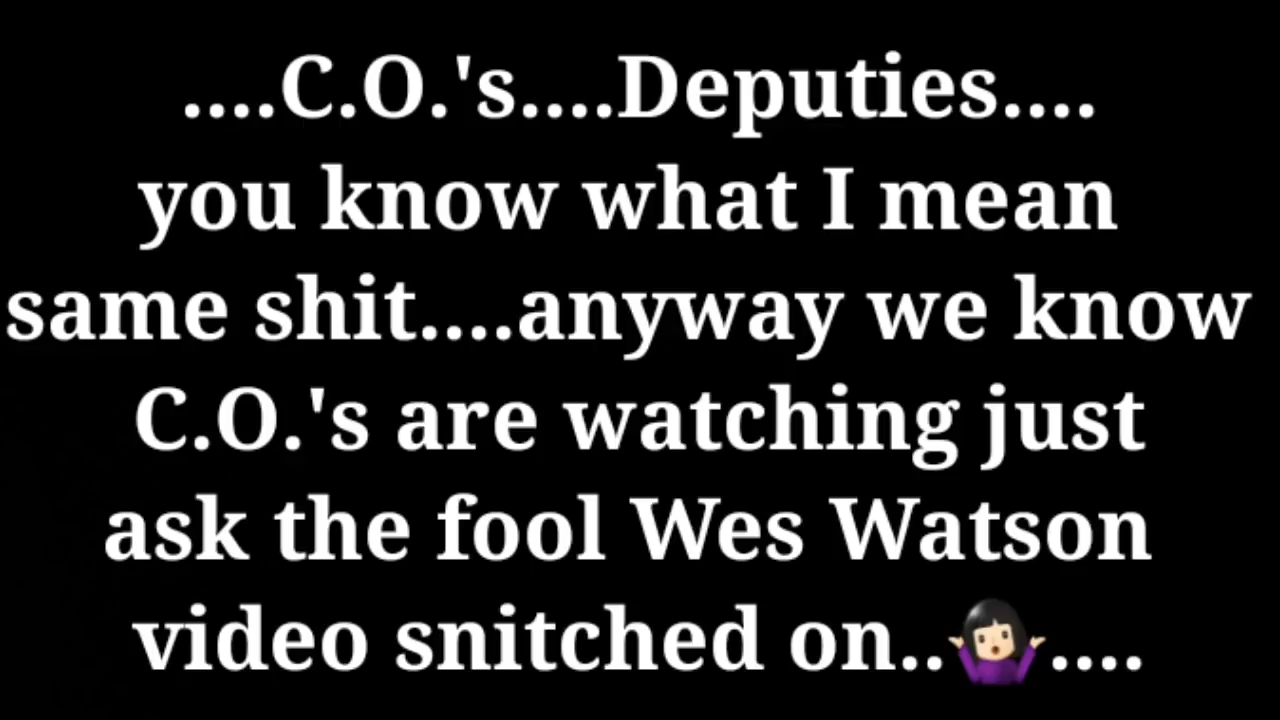 ....C.O.'s....Deputies....
you know what I mean
same shit....anyway we know
C.O.'s are watching just
ask the fool Wes Watson
video snitched on..🤷🏻‍♀️....